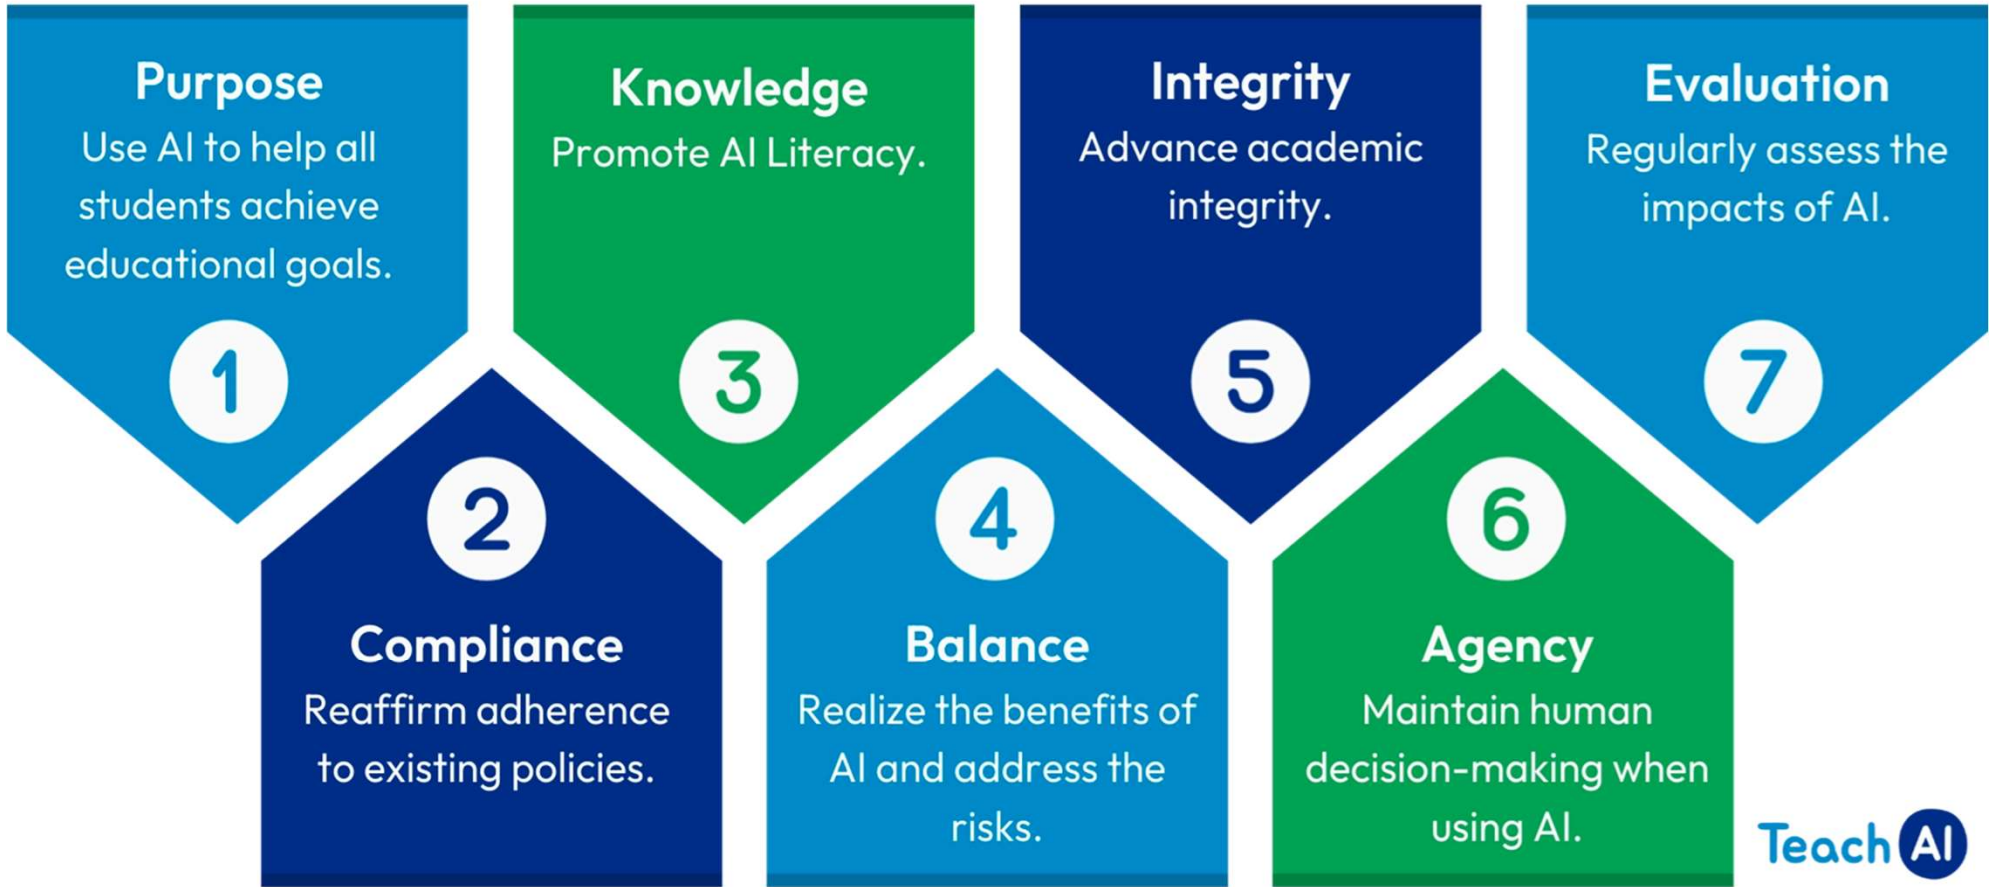 Purpose
Use AI to help all
students achieve
educational goals.
1
2
Compliance
Reaffirm adherence
to existing policies.
Knowledge
Promote AI Literacy.
3
4
Balance
Realize the benefits of
AI and address the
risks.
Integrity
Advance academic
integrity.
5
6
Agency
Maintain human
decision-making when
using AI.
Evaluation
Regularly assess the
impacts of AI.
7
Teach AI